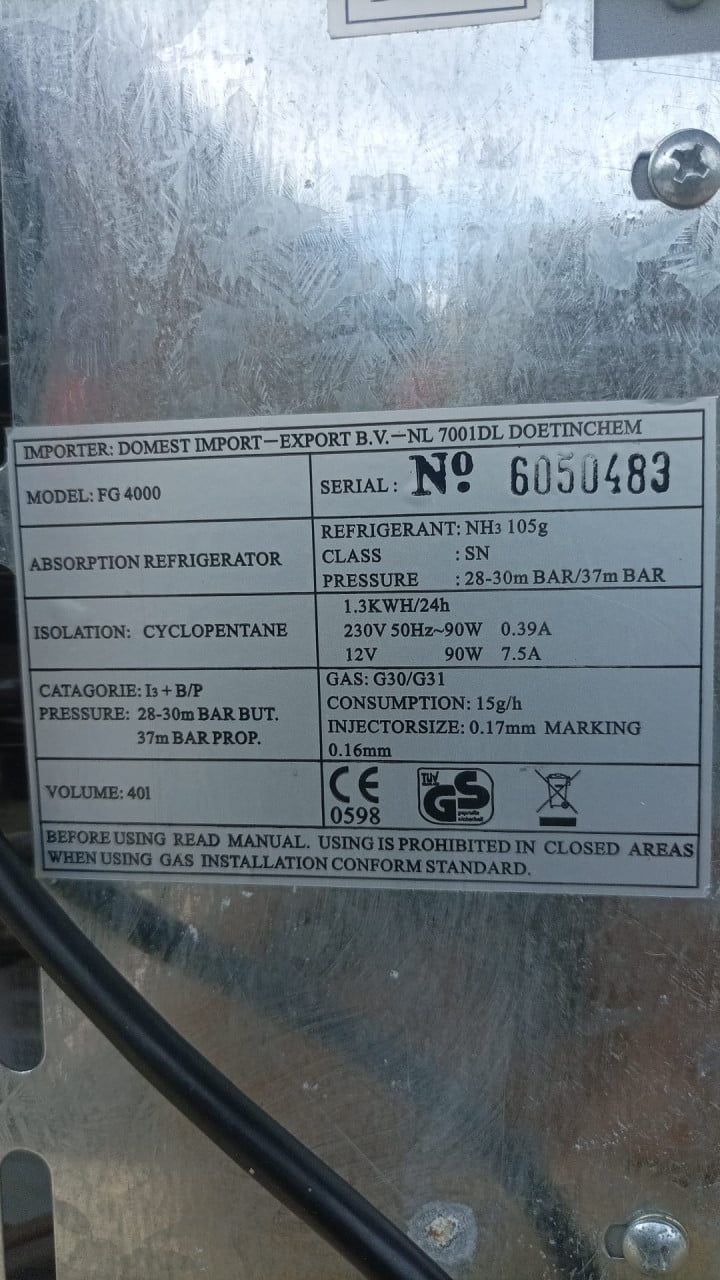 IMPORTER: DOMEST IMPORT—EXPORT B.V.—NL 7001DL DOETINCHEM
MODEL: FG 4000
SERIAL: Nº 6050483
ABSORPTION REFRIGERATOR
REFRIGERANT: NH3 105g
CLASS : SN
PRESSURE : 28-30m BAR/37m BAR
ISOLATION: CYCLOPENTANE
1.3KWH/24h
230V 50Hz~90W 0.39A
12V 90W 7.5A
CATAGORIE: I3 + B/P
PRESSURE: 28-30m BAR BUT.
37m BAR PROP.
GAS: G30/G31
CONSUMPTION: 15g/h
INJECTORSIZE: 0.17mm MARKING
0.16mm
VOLUME: 40l
CE
0598
TUV
GS
geprüfte
Sicherheit
BEFORE USING READ MANUAL. USING IS PROHIBITED IN CLOSED AREAS
WHEN USING GAS INSTALLATION CONFORM STANDARD.